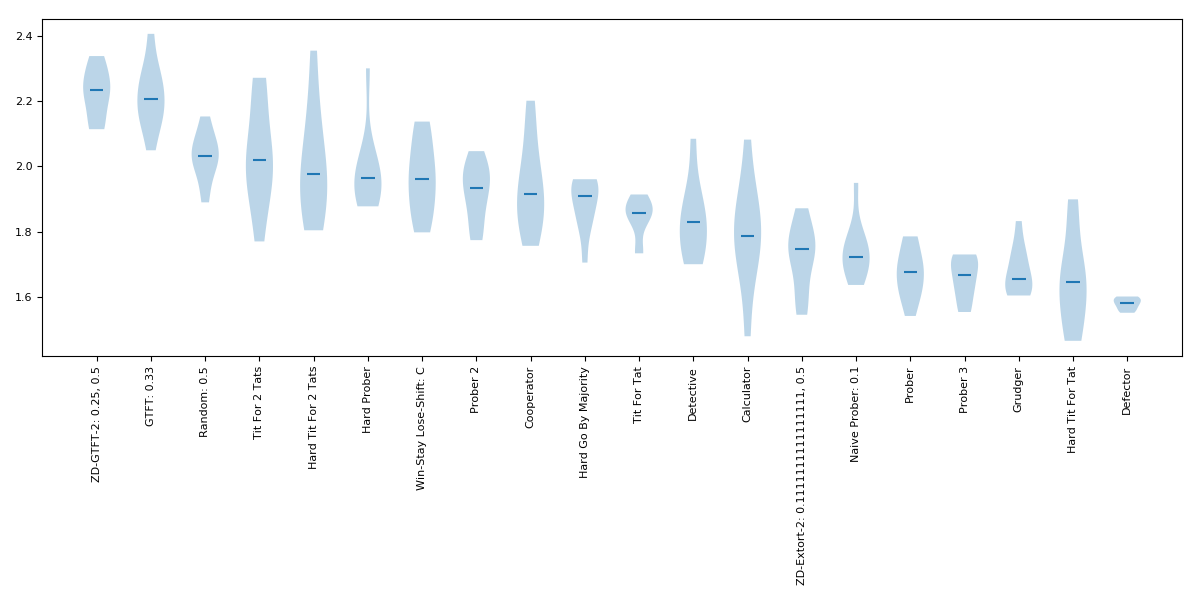 2.4
2.2
2.0
1.8
1.6
ZD-GTFT-2: 0.25, 0.5
GTFT: 0.33
Random: 0.5
Tit For 2 Tats
Hard Tit For 2 Tats
Hard Prober
Win-Stay Lose-Shift: C
Prober 2
Cooperator
Hard Go By Majority
Tit For Tat
Detective
Calculator
ZD-Extort-2: 0.1111111111111111, 0.5
Naive Prober: 0.1
Prober
Prober 3
Grudger
Hard Tit For Tat
Defector